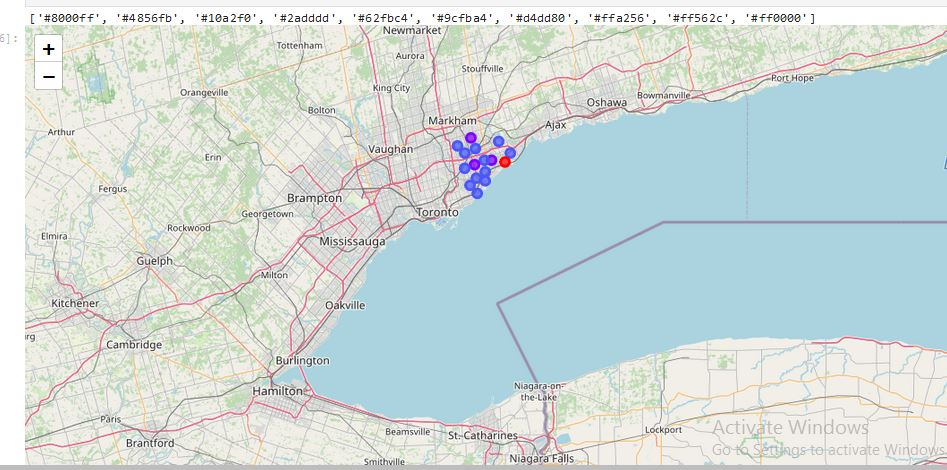 ['#8000ff', '#4856fb', '#10a2f0', '#2adddd', '#62fbc4', '#9cfba4', '#d4dd80', '#ffa256', '#ff562c', '#ff0000']
6]:
+
−
Newmarket
Tottenham
Aurora
Stouffville
King City
Port Hope
Orangeville
Bowmanville
Oshawa
Bolton
Markham
Ajax
Arthur
Vaughan
Erin
Fergus
Brampton
Georgetown
Toronto
Rockwood
Elmira
Mississauga
Guelph
Milton
Kitchener
Oakville
Cambridge
Burlington
Niagara-on
the-Lake
Hamilton
Paris
Lockport
Activate Windows
Beamsville
St. Catharines
Brantford
Go to Settings to activate Windows
Niagara Falls
Smithville